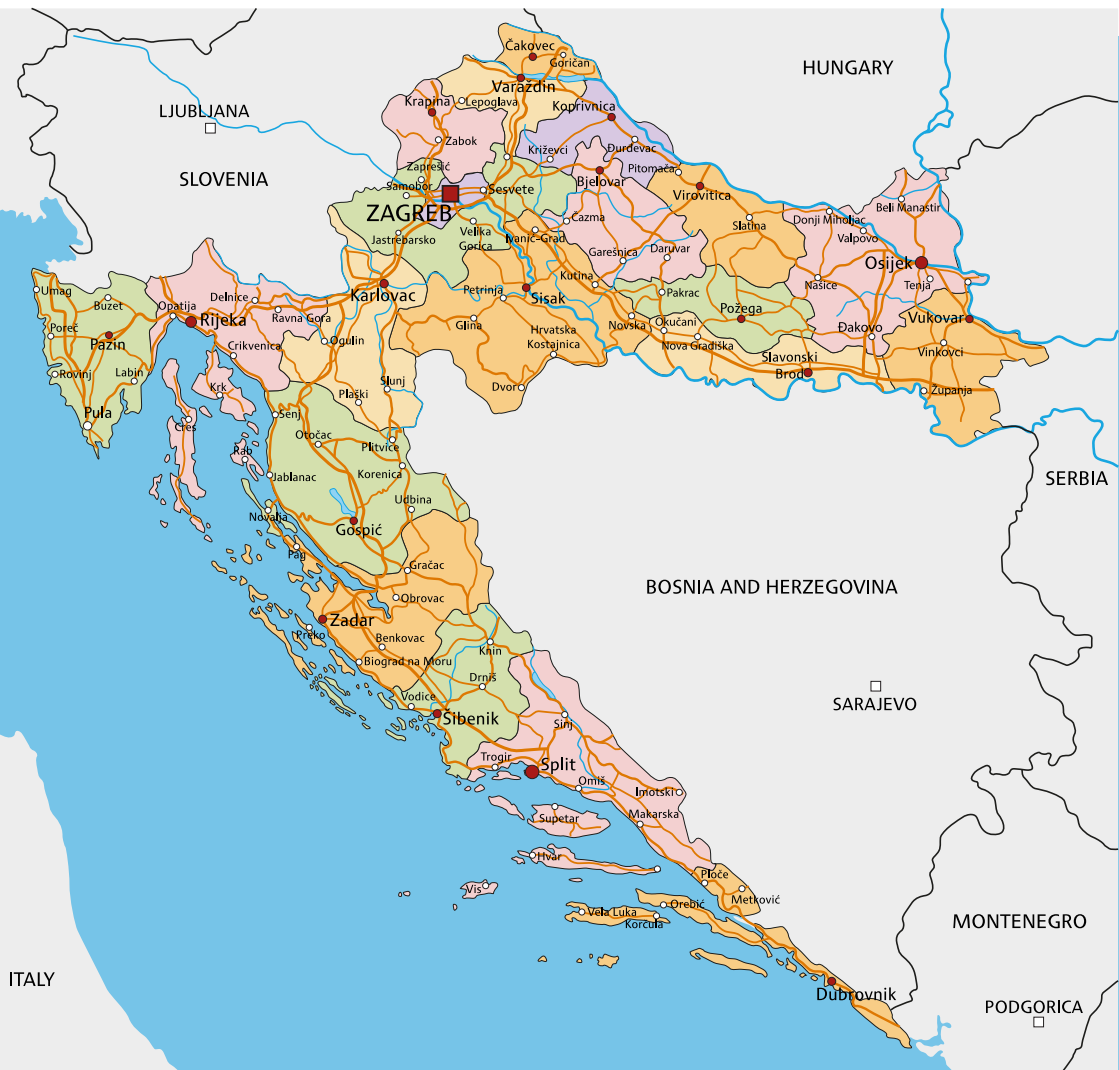 Čakovec
Goričan
HUNGARY
Varaždin
Krapina
Lepoglava
Koprivnica
LJUBLJANA
Zabok
Križevci
Đurđevac
Zaprešić
Pitomača
SLOVENIA
Samobor
Sesvete
Bjelovar
Virovitica
Beli Manastir
ZAGREB
Čazma
Slatina
Donji Miholjac
Jastrebarsko
Velika
Gorica
Ivanić-Grad
Valpovo
Garešnica
Daruvar
Osijek
Umag
Buzet
Opatija
Delnice
Karlovac
Petrinja
Sisak
Kutina
Pakrac
Našice
Tenja
Poreč
Rijeka
Ravna Gora
Glina
Hrvatska
Kostajnica
Novska
Okučani
Požega
Đakovo
Vukovar
Pazin
Crikvenica
Ogulin
Nova Gradiška
Slavonski
Brod
Vinkovci
Rovinj
Labin
Krk
Plaški
Slunj
Dvor
Županja
Pula
Cres
Senj
Otočac
Plitvice
Rab
Jablanac
Korenica
SERBIA
Novalja
Udbina
Gospić
Pag
Gračac
BOSNIA AND HERZEGOVINA
Obrovac
Zadar
Preko
Benkovac
Knin
Biograd na Moru
Drniš
Vodice
SARAJEVO
Šibenik
Sinj
Trogir
Split
Omiš
Imotski
Supetar
Makarska
Hvar
Ploče
Vis
Orebić
Metković
Vela Luka
Korcula
MONTENEGRO
ITALY
Dubrovnik
PODGORICA